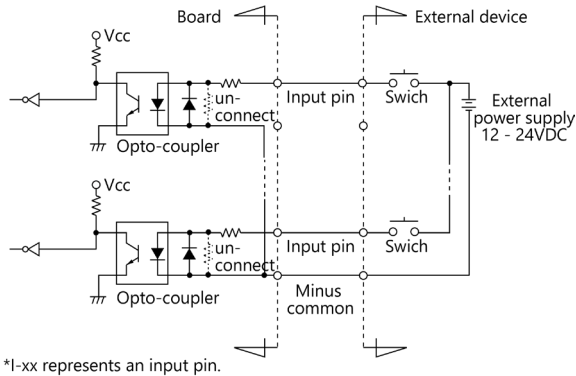 Board
External device
Vcc
un-
connect
Input pin
Swich
External
power supply
12 - 24VDC
Opto-coupler
Vcc
un-
connect
Input pin
Swich
Opto-coupler
Minus
common
*I-xx represents an input pin.